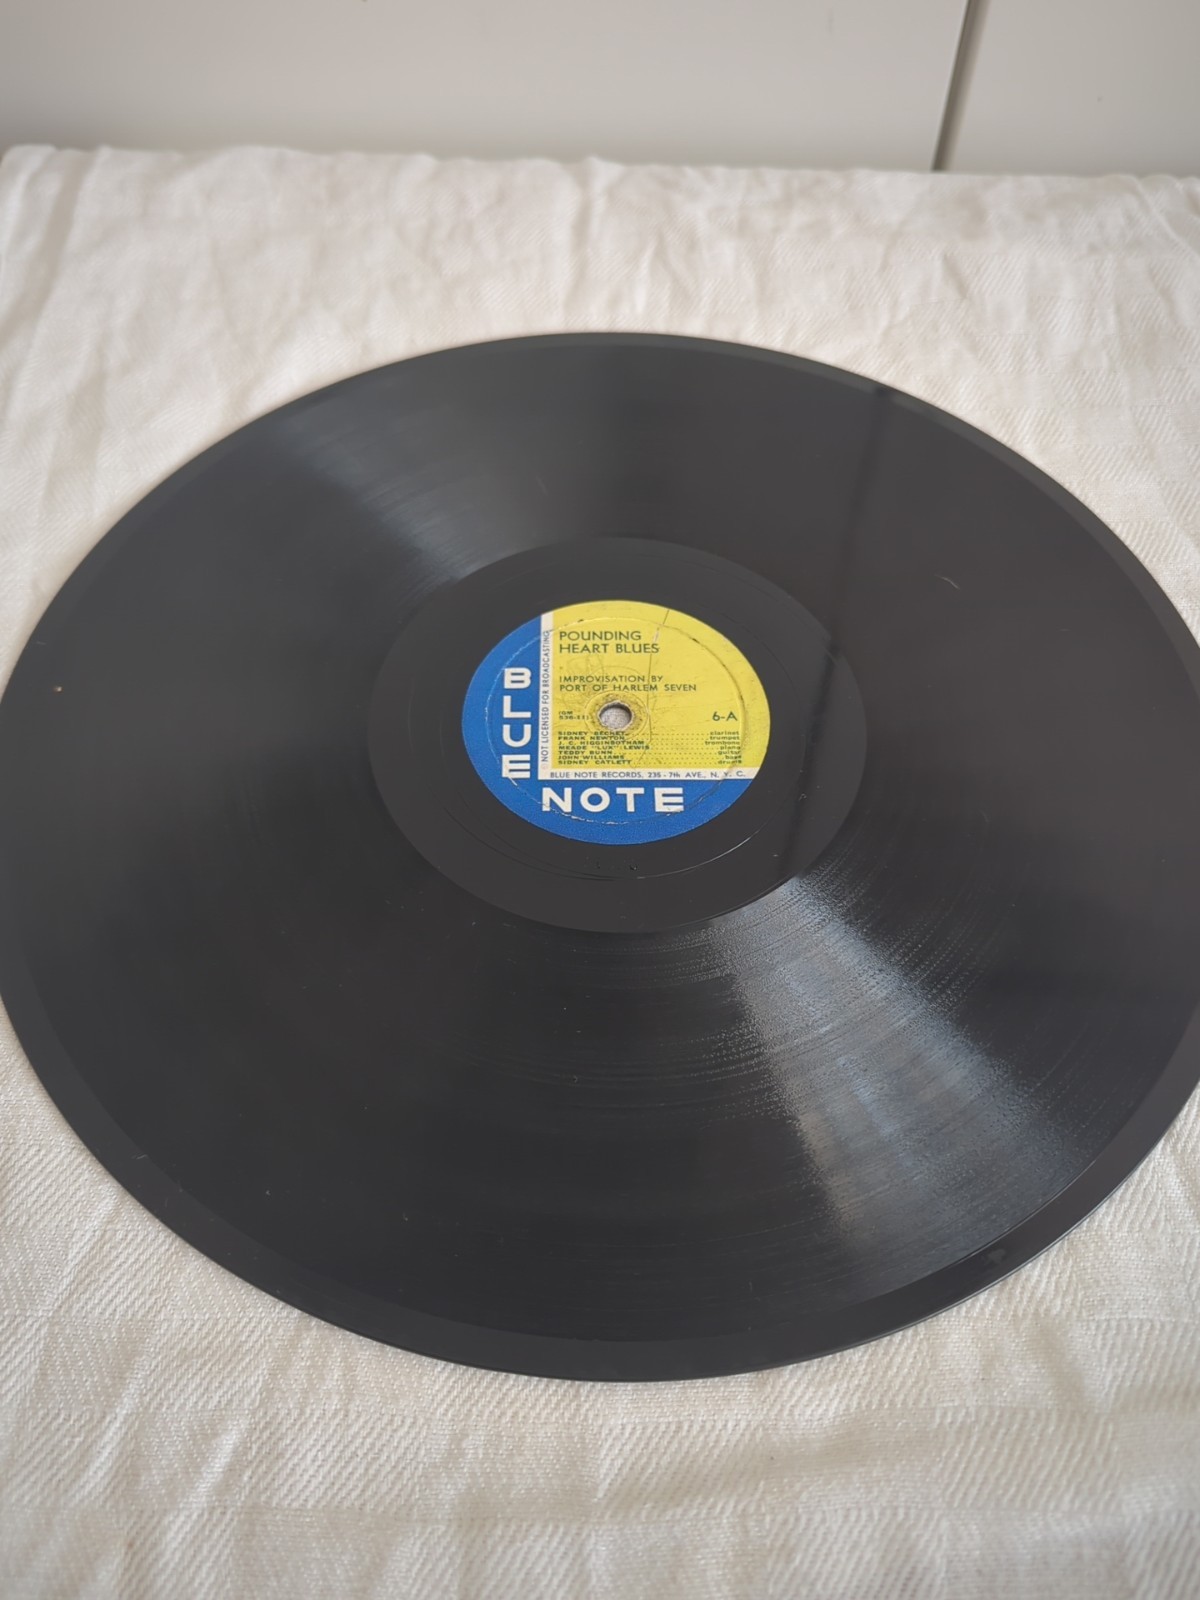 POUNDING
HEART BLUES
IMPROVISATION BY
PORT OF HARLEM SEVEN
6-A
SIDNEY BECHET clarinet
FRANK NEWTON trumpet
J. C. HIGGINBOTHAM trombone
MEADE "LUX" LEWIS piano
TEDDY BUNN guitar
JOHN WILLIAMS bass
SIDNEY CATLETT drums
BLUE NOTE RECORDS, 235 - 7th AVE., N. Y. C.
NOT LICENSED FOR BROADCASTING
BLUE
NOTE